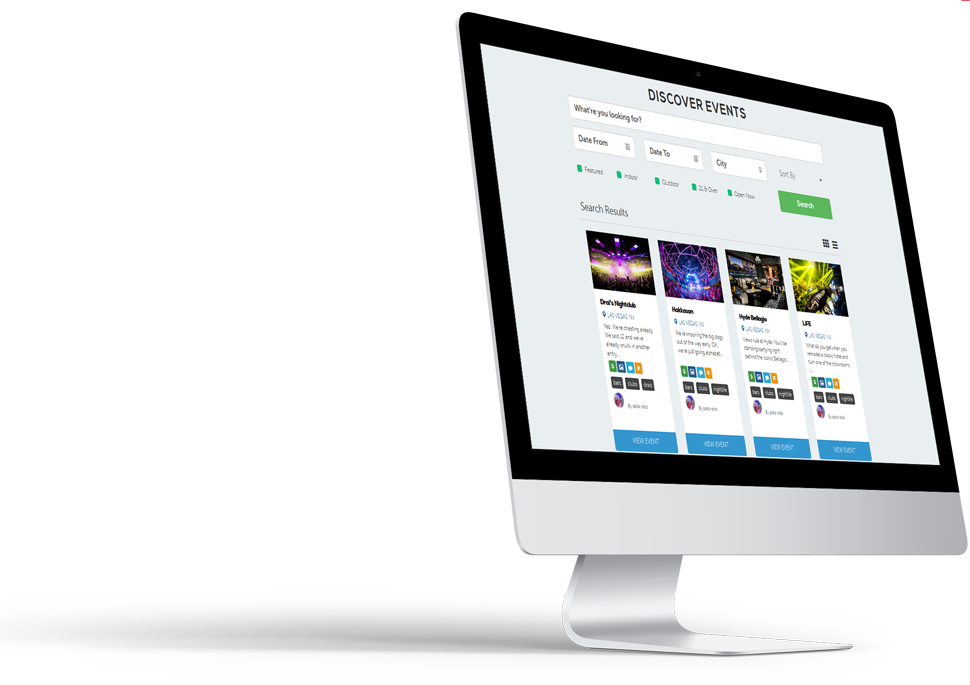 DISCOVER EVENTS
What're you looking for?
Date From
Date To
City
Sort By
Featured
Indoor
Outdoor
21 & Over
Open Now
Search
Search Results
Drai's Nightclub
LAS VEGAS, NV
Yes. We're cheating already.
We said 10 and we've
already snuck in another
entry...
bars clubs drais
By
VIEW EVENT
Hakkasan
LAS VEGAS, NV
We're knocking the big dogs
out of the way early. OK,
we're just going alphabeti...
bars clubs nightlife
By
VIEW EVENT
Hyde Bellagio
LAS VEGAS, NV
Views rule at Hyde. You'll be
standing partying right
behind the iconic Bellagio...
bars clubs nightlife
By
VIEW EVENT
LiFE
LAS VEGAS, NV
What do you get when you
remodel a classic hotel and
turn one of the showrooms
bars clubs nightlife
By
VIEW EVENT